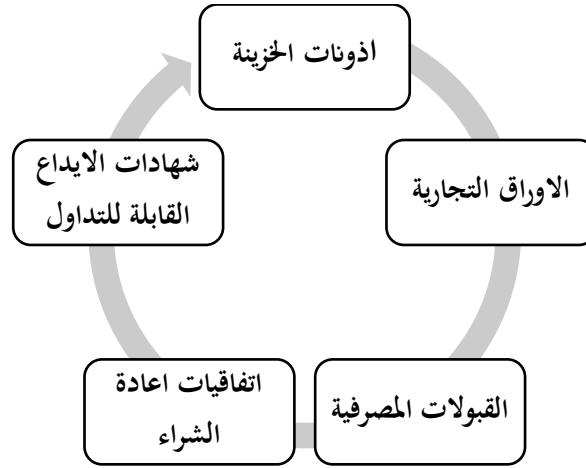 اذونات الخزينة
الاوراق التجارية
القبولات المصرفية
اتفاقيات اعادة
الشراء
شهادات الايداع
القابلة للتداول